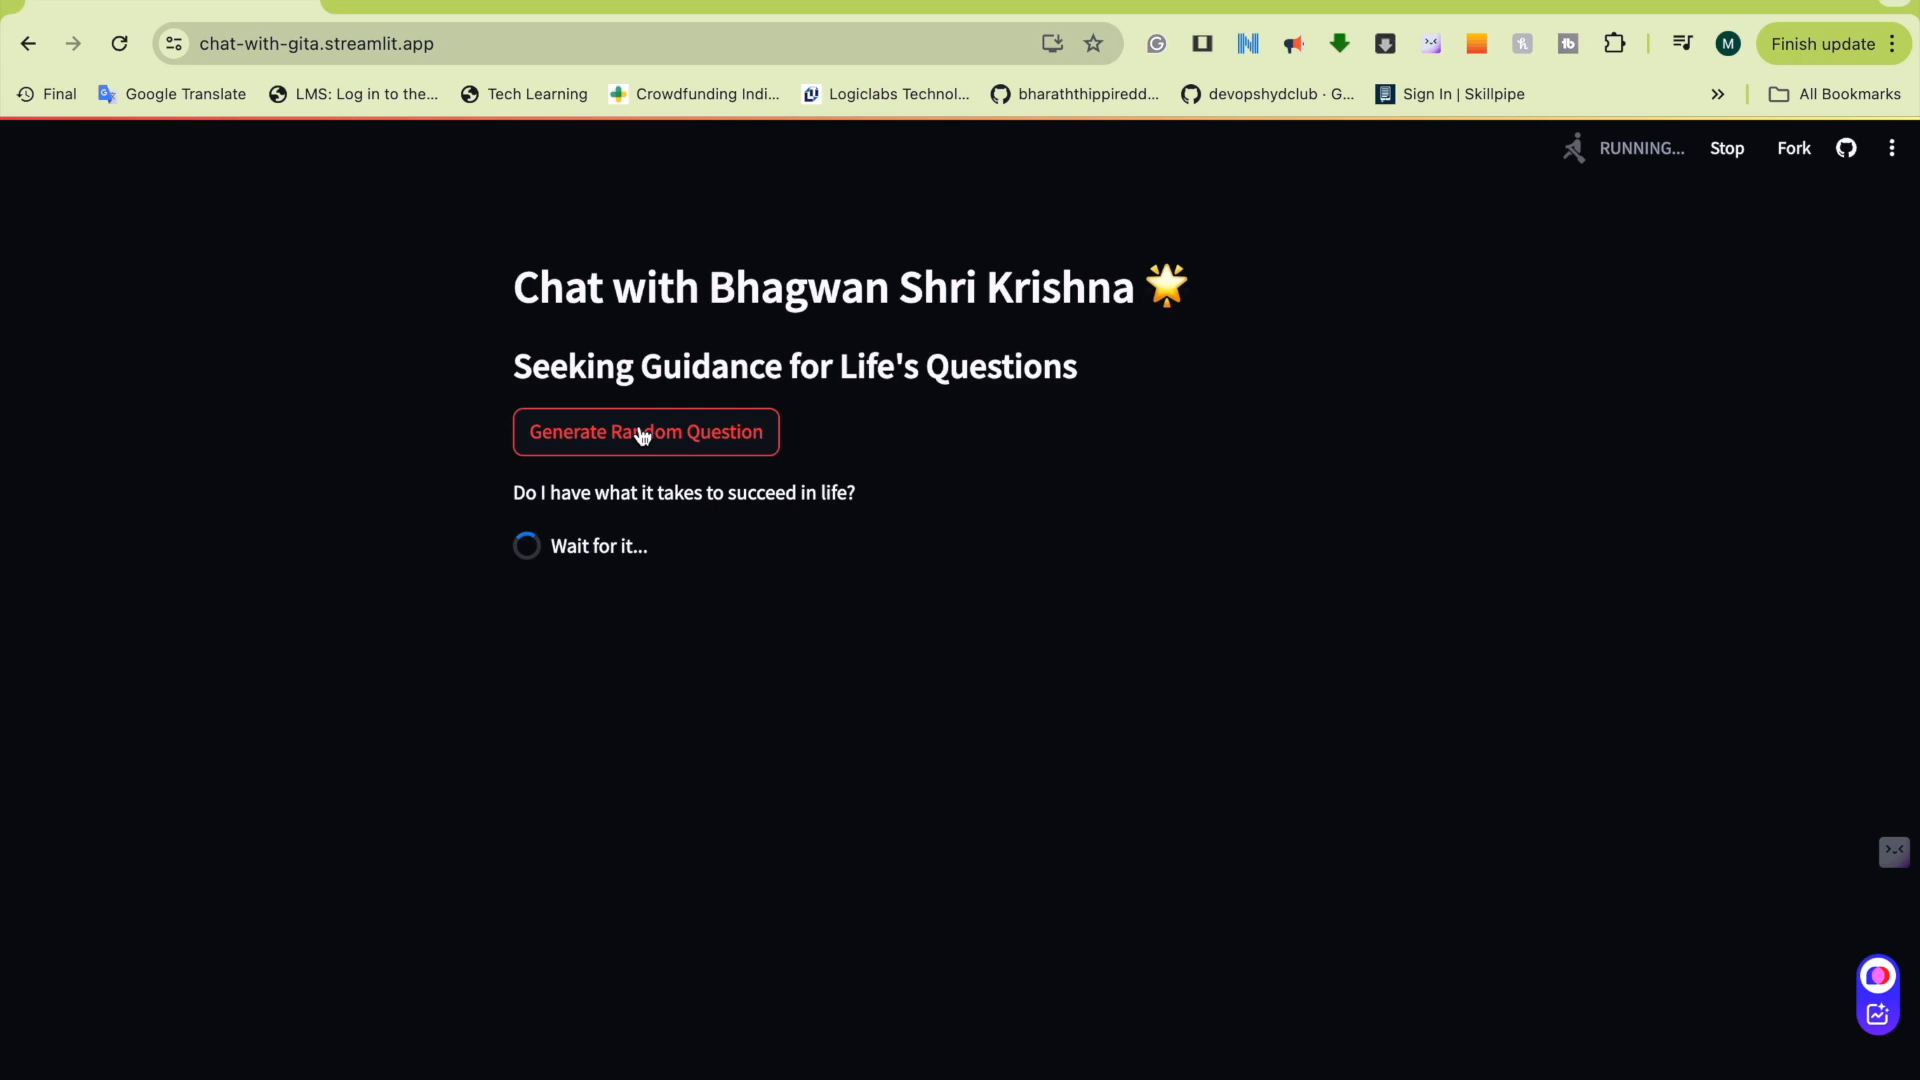 chat-with-gita.streamlit.app
Finish update
M
Final
Google Translate
LMS: Log in to the...
Tech Learning
Crowdfunding Indi...
Logiclabs Technol...
bharaththippiredd...
devopshydclub · G...
Sign In | Skillpipe
All Bookmarks
RUNNING...
Stop
Fork
Chat with Bhagwan Shri Krishna 🌟
Seeking Guidance for Life's Questions
Generate Random Question
Do I have what it takes to succeed in life?
Wait for it...